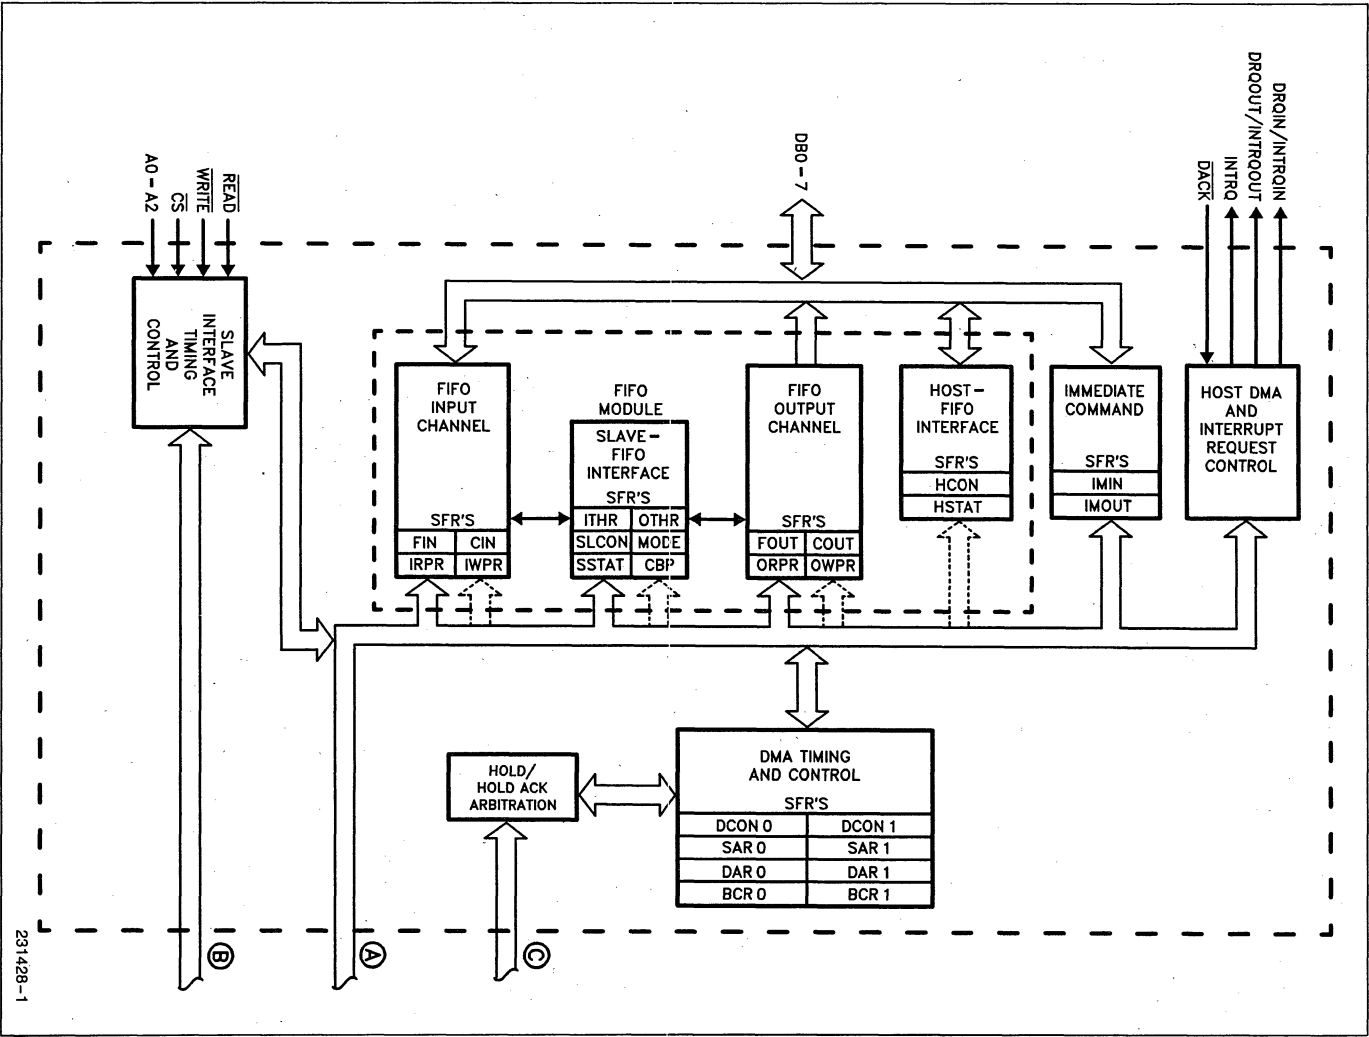 DRQIN/INTRQIN
DRQOUT/INTRQOUT
INTRQ
DACK
DB0-7
READ
WRITE
CS
A0-A2
SLAVE
INTERFACE
TIMING
AND
CONTROL
FIFO
INPUT
CHANNEL
SFR'S
FIN CIN
IRPR IWPR
FIFO
MODULE
SLAVE-
FIFO
INTERFACE
SFR'S
ITHR OTHR
SLCON MODE
SSTAT CBP
FIFO
OUTPUT
CHANNEL
SFR'S
FOUT COUT
ORPR OWPR
HOST-
FIFO
INTERFACE
SFR'S
HCON
HSTAT
IMMEDIATE
COMMAND
SFR'S
IMIN
IMOUT
HOST DMA
AND
INTERRUPT
REQUEST
CONTROL
HOLD/
HOLD ACK
ARBITRATION
DMA TIMING
AND CONTROL
SFR'S
DCON 0 DCON 1
SAR 0 SAR 1
DAR 0 DAR 1
BCR 0 BCR 1
B
A
C
231428-1